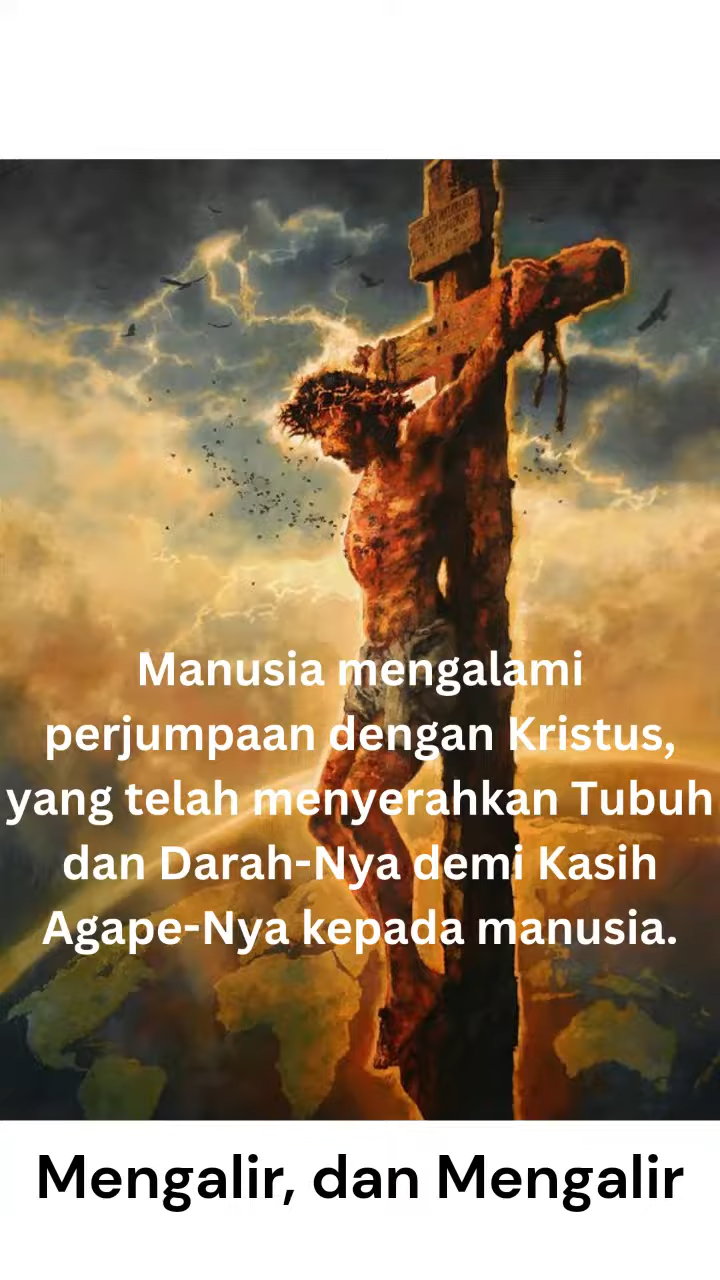 Manusia mengalami
perjumpaan dengan Kristus,
yang telah menyerahkan Tubuh
dan Darah-Nya demi Kasih
Agape-Nya kepada manusia.
Mengalir, dan Mengalir